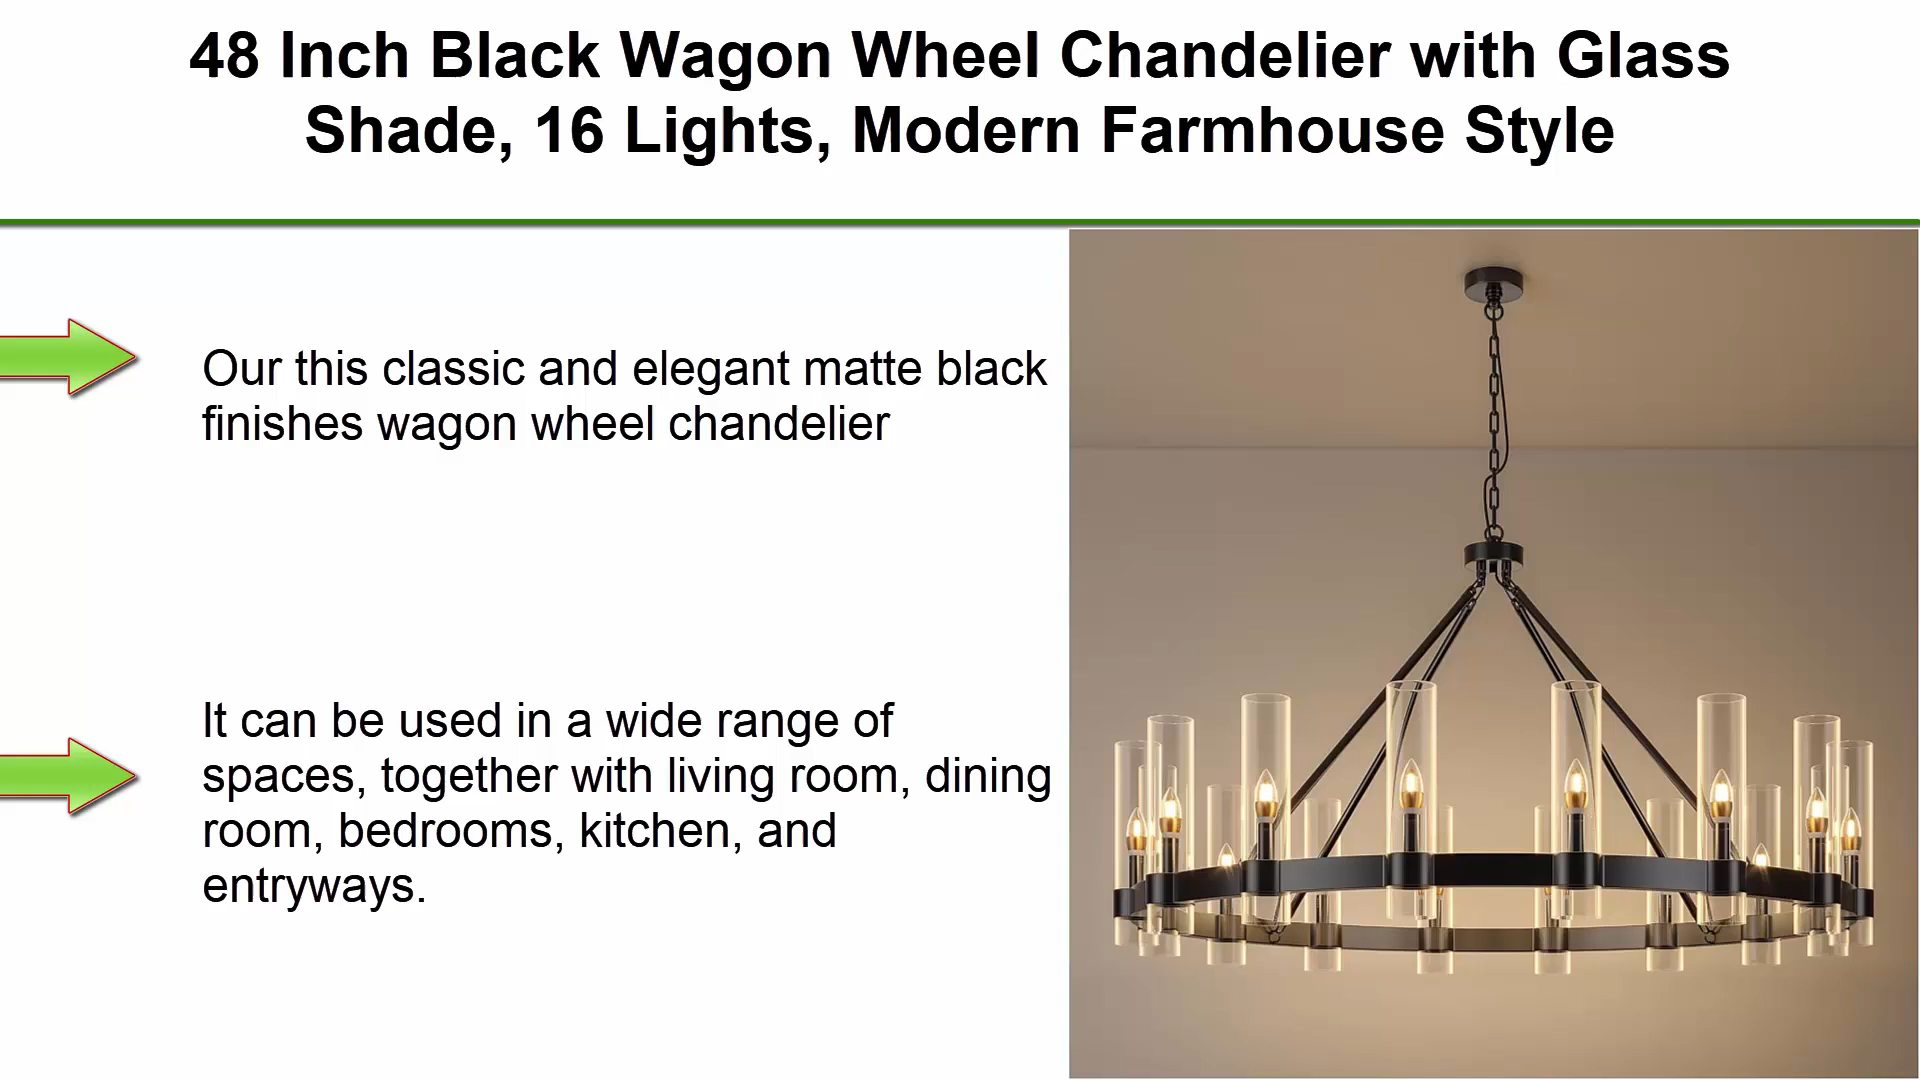 48 Inch Black Wagon Wheel Chandelier with Glass
Shade, 16 Lights, Modern Farmhouse Style
Our this classic and elegant matte black
finishes wagon wheel chandelier
It can be used in a wide range of
spaces, together with living room, dining
room, bedrooms, kitchen, and
entryways.